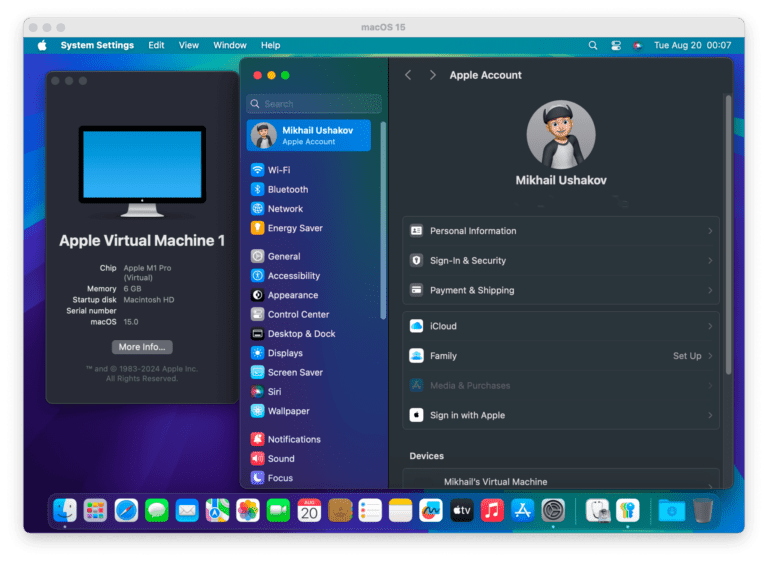 macOS 15
System Settings Edit View Window Help Tue Aug 20 00:07
Apple Virtual Machine 1
Chip Apple M1 Pro
(Virtual)
Memory 6 GB
Startup disk Macintosh HD
Serial number
macOS 15.0
More Info...
™ and © 1983-2024 Apple Inc.
All Rights Reserved.
Search
Mikhail Ushakov
Apple Account
Wi-Fi
Bluetooth
Network
Energy Saver
General
Accessibility
Appearance
Control Center
Desktop & Dock
Displays
Screen Saver
Siri
Wallpaper
Notifications
Sound
Focus
Apple Account
Mikhail Ushakov
Personal Information
Sign-In & Security
Payment & Shipping
iCloud
Family Set Up
Media & Purchases
Sign in with Apple
Devices
Mikhail's Virtual Machine
AUG
20
tv